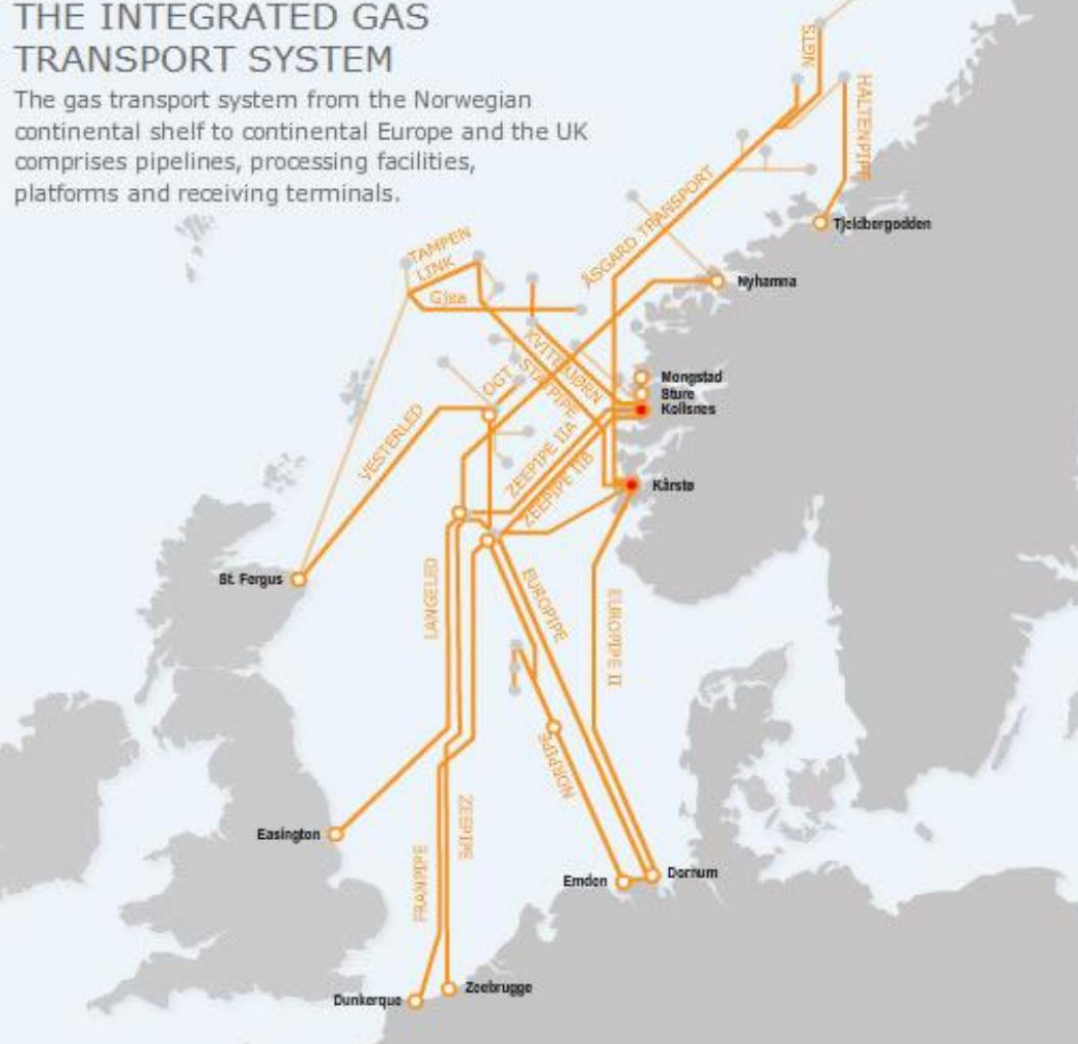 THE INTEGRATED GAS
TRANSPORT SYSTEM
The gas transport system from the Norwegian
continental shelf to continental Europe and the UK
comprises pipelines, processing facilities,
platforms and receiving terminals.
NGTS
HALTENPIPE
ÅSGARD TRANSPORT
Tjeldbergodden
TAMPEN
LINK
Gjøa
Nyhamna
KVITEBJØRN
OGT
STATPIPE
Mongstad
Sture
Kollsnes
VESTERLED
ZEEPIPE IIA
ZEEPIPE IIB
Kårstø
St. Fergus
LANGELED
EUROPIPE
EUROPIPE II
NORPIPE
Easington
ZEEPIPE
FRANPIPE
Emden
Dornum
Dunkerque
Zeebrugge